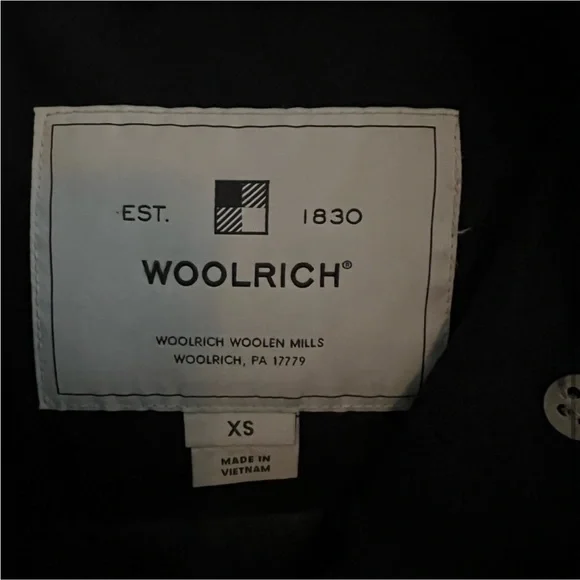 EST. 1830
WOOLRICH®
WOOLRICH WOOLEN MILLS
WOOLRICH, PA 17779
XS
MADE IN
VIETNAM